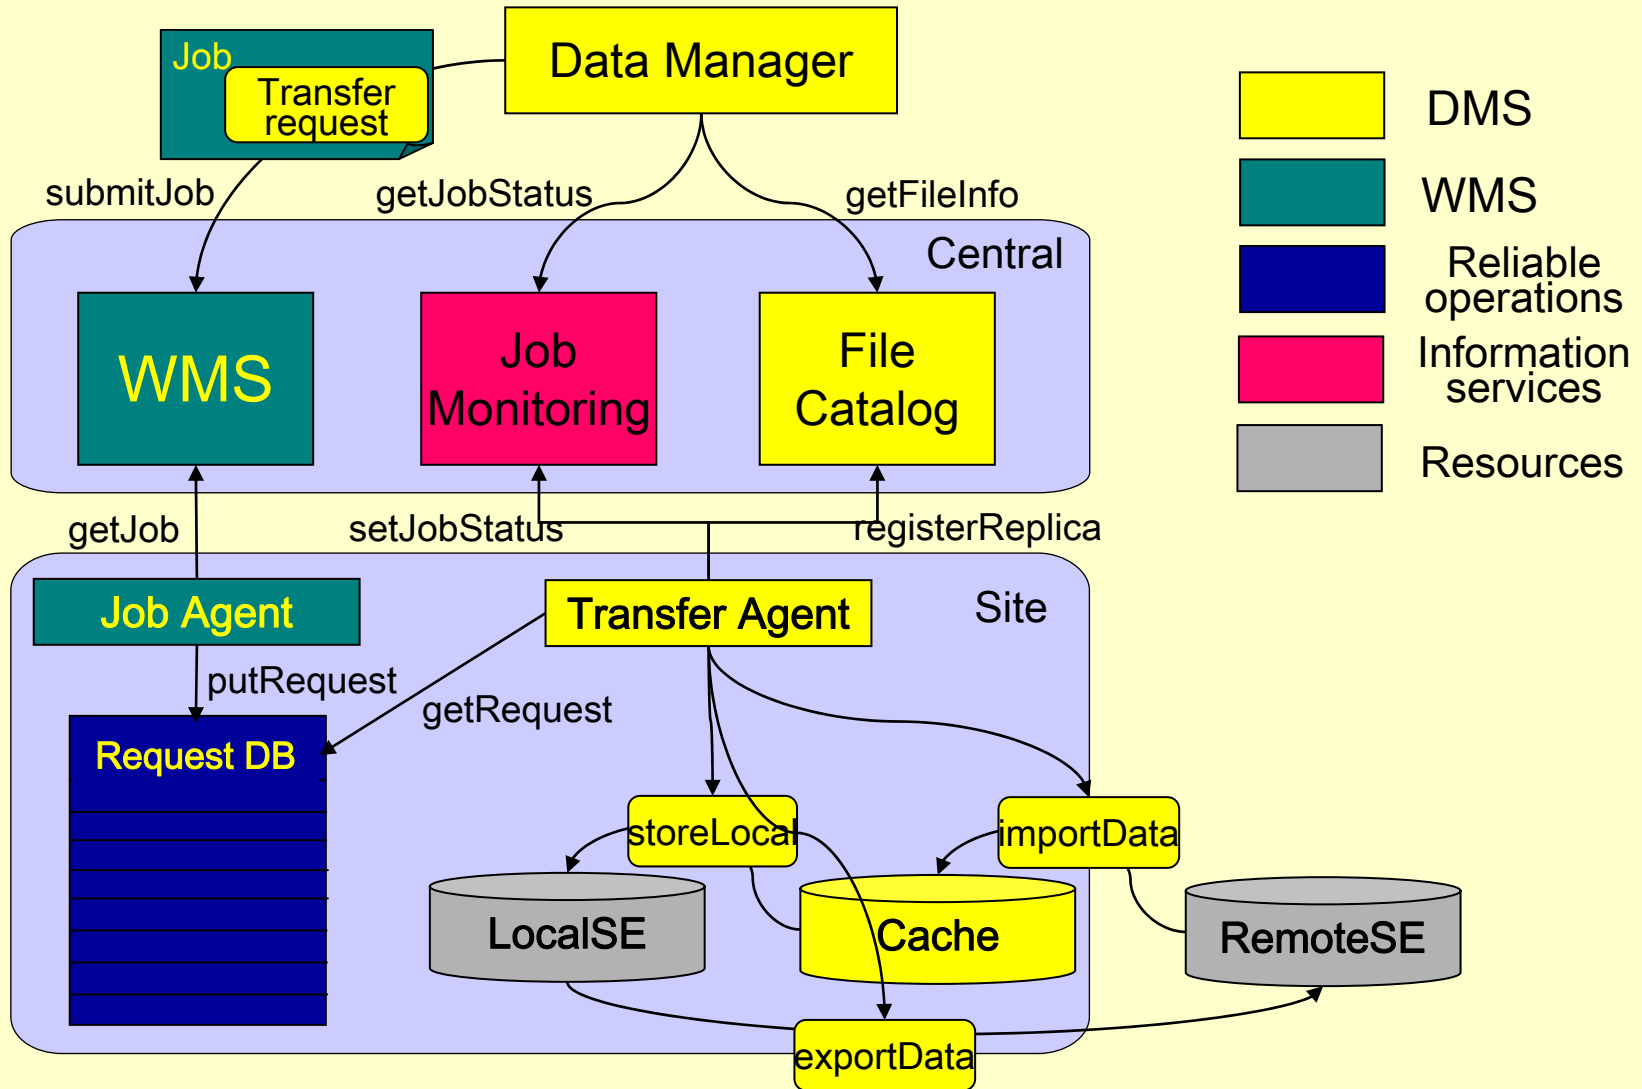 Job
Transfer
request
Data Manager
submitJob
getJobStatus
getFileInfo
Central
WMS
Job
Monitoring
File
Catalog
getJob
setJobStatus
registerReplica
Job Agent
Transfer Agent
Site
putRequest
getRequest
Request DB
storeLocal
importData
LocalSE
Cache
RemoteSE
exportData
DMS
WMS
Reliable
operations
Information
services
Resources